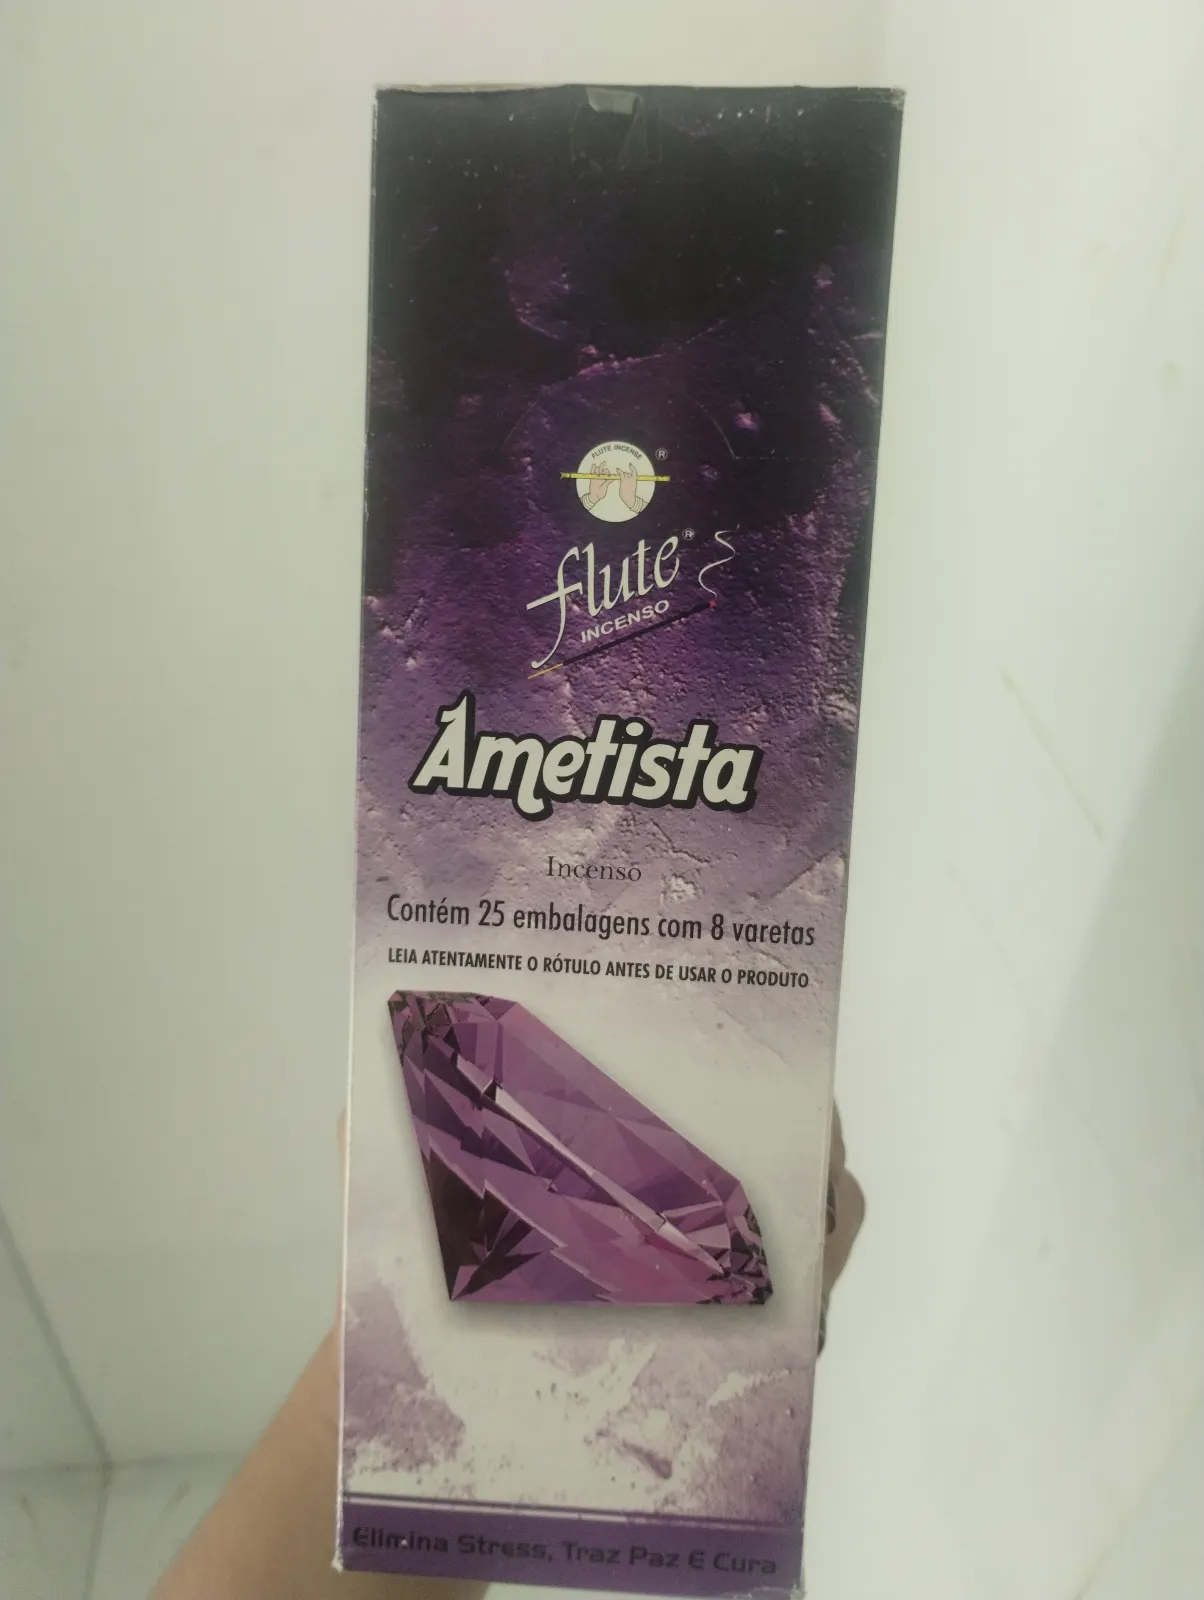 FLUTE INCENSE
®
flute®
INCENSO
Ametista
Incenso
Contém 25 embalagens com 8 varetas
LEIA ATENTAMENTE O RÓTULO ANTES DE USAR O PRODUTO
Elimina Stress, Traz Paz E Cura